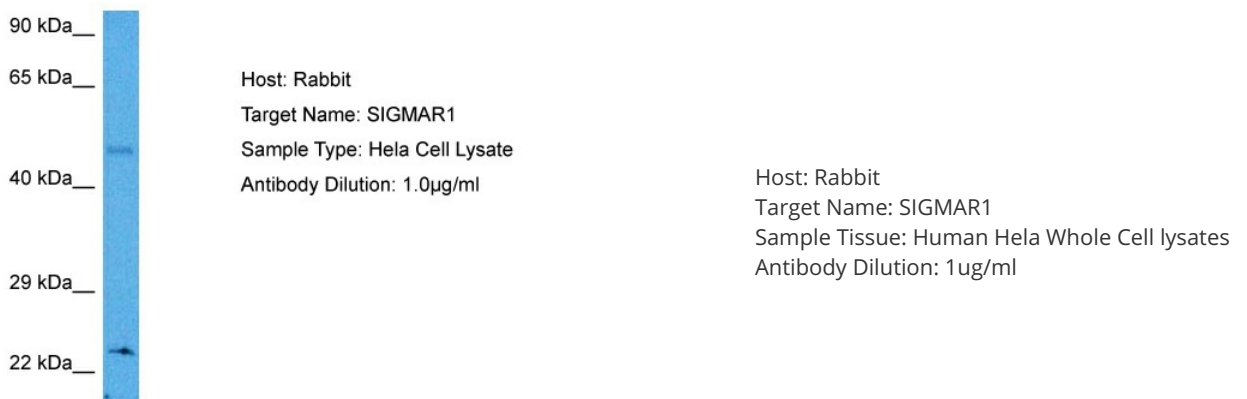 90 kDa__
65 kDa__
40 kDa__
29 kDa__
22 kDa__
Host: Rabbit
Target Name: SIGMAR1
Sample Type: Hela Cell Lysate
Antibody Dilution: 1.0µg/ml
Host: Rabbit
Target Name: SIGMAR1
Sample Tissue: Human Hela Whole Cell lysates
Antibody Dilution: 1ug/ml